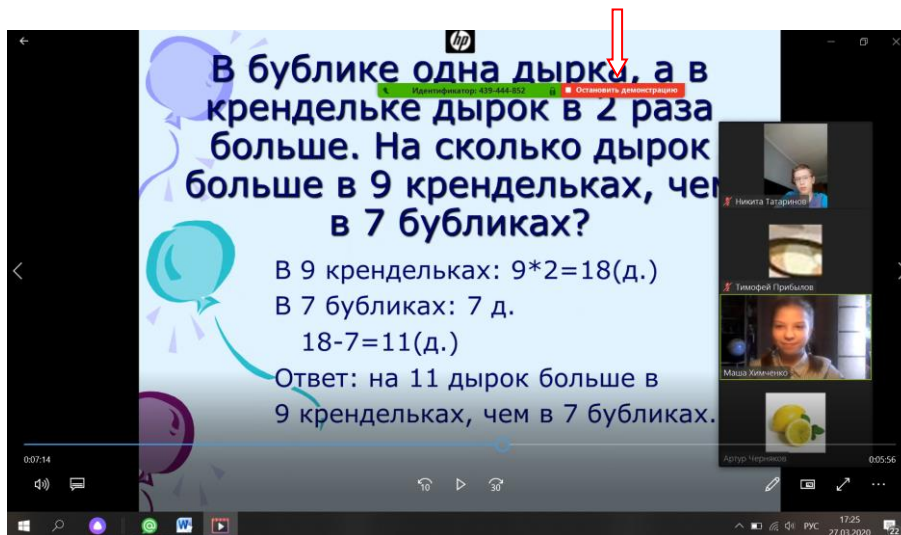 hp
В бублике одна дырка, а в
Идентификатор: 439-444-852
Остановить демонстрацию
крендельке дырок в 2 раза
больше. На сколько дырок
больше в 9 крендельках, че
в 7 бубликах?
В 9 крендельках: 9*2=18(д.)
В 7 бубликах: 7 д.
18-7=11(д.)
Ответ: на 11 дырок больше в
9 крендельках, чем в 7 бубликах.
Никита Татаринов
Тимофей Прибылов
Маша Химченко
Артур Черняков
0:07:14
0:05:56
10
30
W
РУС
17:25
27.03.2020
22